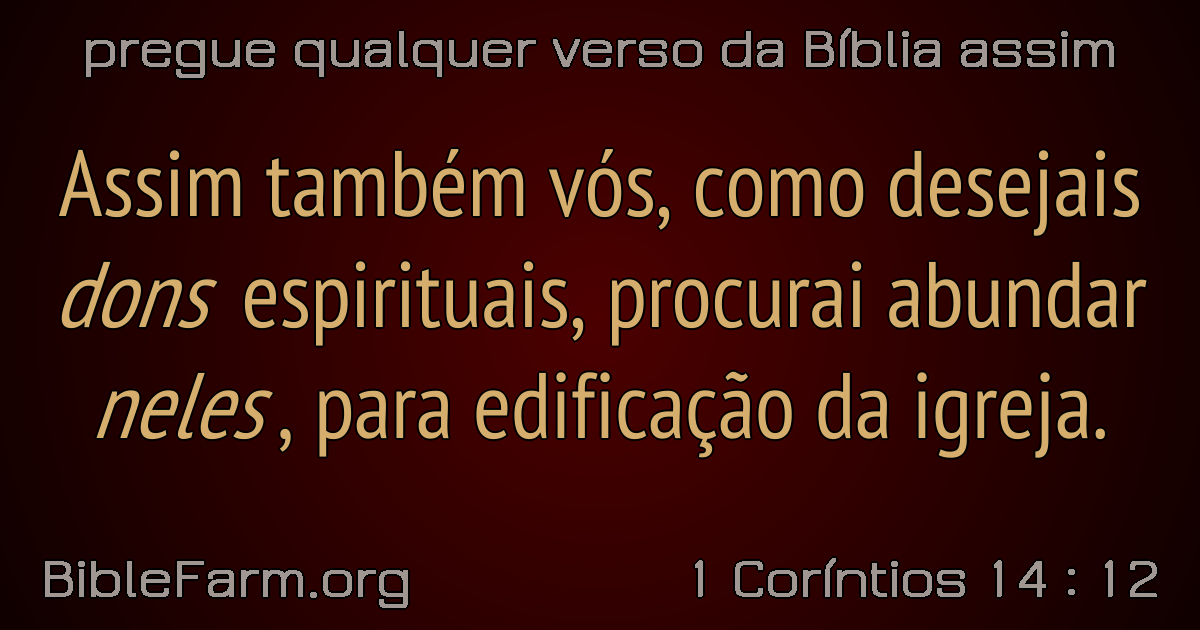 pregue qualquer verso da Bíblia assim
Assim também vós, como desejais
dons espirituais, procurai abundar
neles, para edificação da igreja.
BibleFarm.org
1 Coríntios 14 : 12